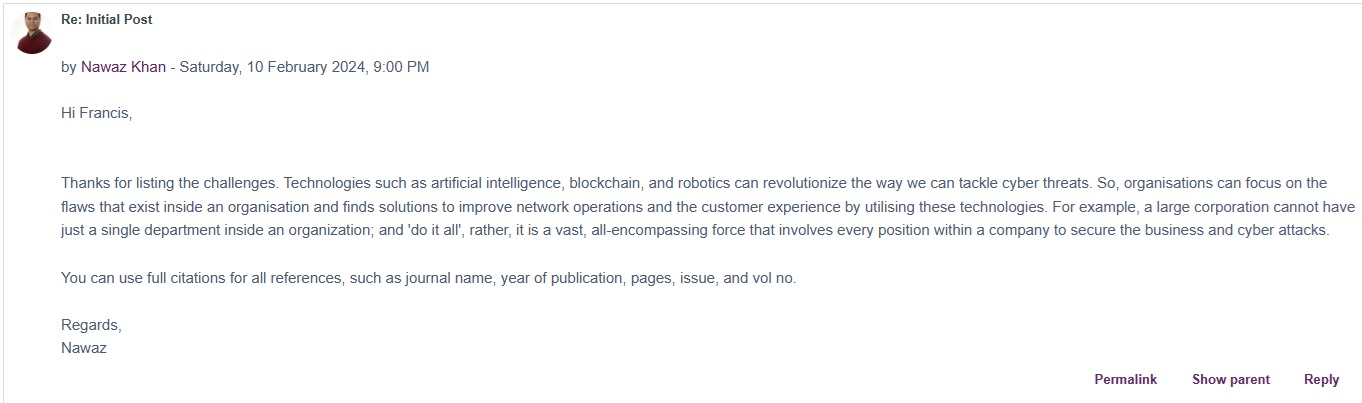 Re: Initial Post
by Nawaz Khan - Saturday, 10 February 2024, 9:00 PM
Hi Francis,
Thanks for listing the challenges. Technologies such as artificial intelligence, blockchain, and robotics can revolutionize the way we can tackle cyber threats. So, organisations can focus on the
flaws that exist inside an organisation and finds solutions to improve network operations and the customer experience by utilising these technologies. For example, a large corporation cannot have
just a single department inside an organization; and 'do it all', rather, it is a vast, all-encompassing force that involves every position within a company to secure the business and cyber attacks.
You can use full citations for all references, such as journal name, year of publication, pages, issue, and vol no.
Regards,
Nawaz
Permalink Show parent Reply